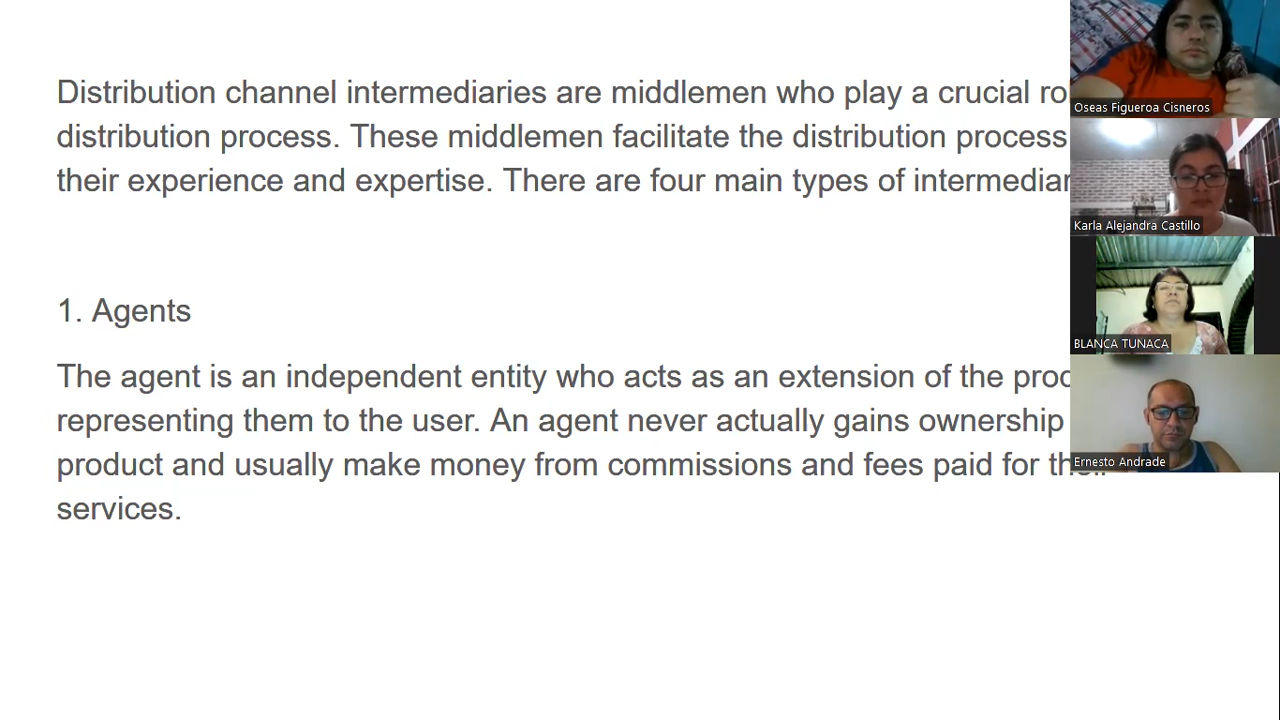 Distribution channel intermediaries are middlemen who play a crucial
distribution process. These middlemen facilitate the distribution process
their experience and expertise. There are four main types of
1. Agents
The agent is an independent entity who acts as an extension of the
representing them to the user. An agent never actually gains ownership
product and usually make money from commissions and fees paid for their
services.
Oseas Figueroa Cisneros
Karla Alejandra Castillo
BLANCA TUNACA
Ernesto Andrade